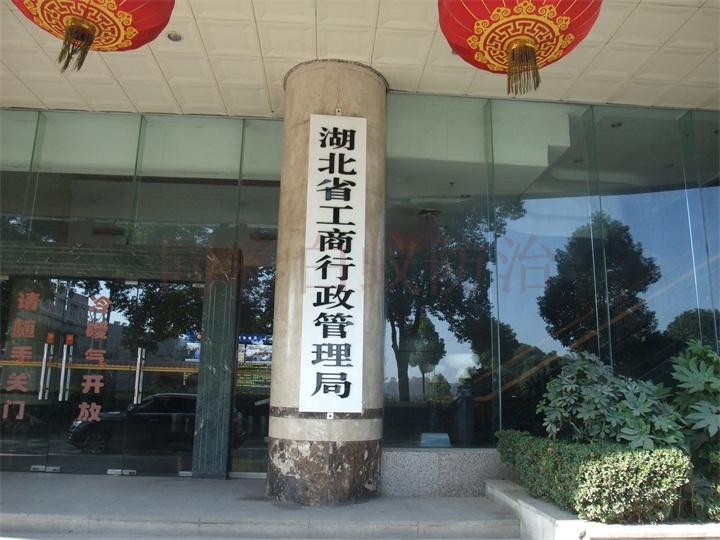 湖北省工商行政管理局
冷暖气开放
请随手关门